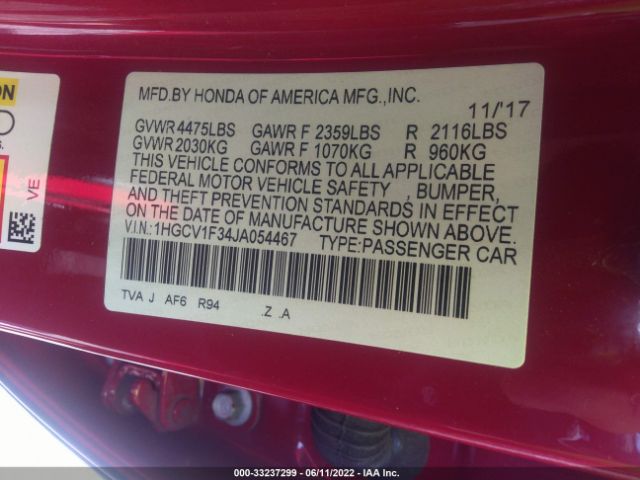 MFD.BY HONDA OF AMERICA MFG.,INC.
11/'17
GVWR 4475LBS GAWR F 2359LBS R 2116LBS
GVWR 2030KG GAWR F 1070KG R 960KG
THIS VEHICLE CONFORMS TO ALL APPLICABLE
FEDERAL MOTOR VEHICLE SAFETY , BUMPER,
AND THEFT PREVENTION STANDARDS IN EFFECT
ON THE DATE OF MANUFACTURE SHOWN ABOVE.
V.I.N.:1HGCV1F34JA054467 TYPE:PASSENGER CAR
TVA J AF6 R94 .Z .A
ON
VE
000-33237299 - 06/11/2022 - IAA Inc.